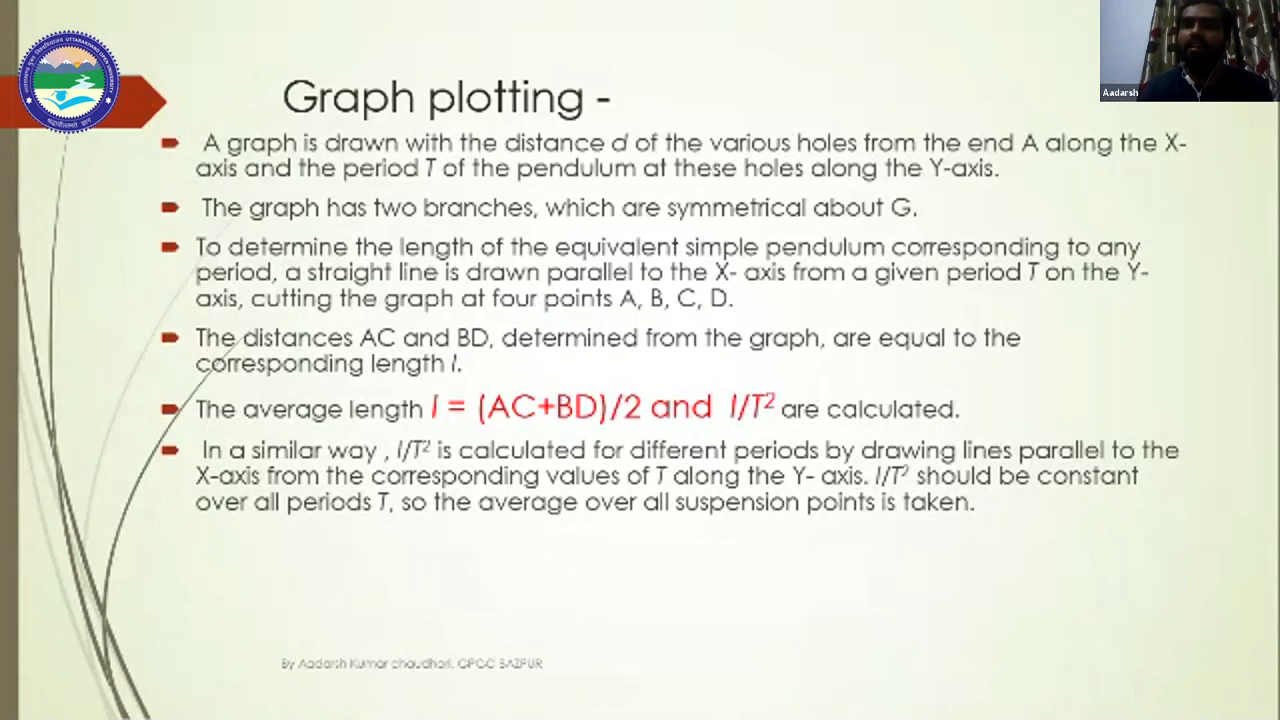 Graph plotting -
Aadarsh
A graph is drawn with the distance d of the various holes from the end A along the X-
axis and the period T of the pendulum at these holes along the Y-axis.
The graph has two branches, which are symmetrical about G.
To determine the length of the equivalent simple pendulum corresponding to any
period, a straight line is drawn parallel to the X- axis from a given period T on the Y-
axis, cutting the graph at four points A, B, C, D.
The distances AC and BD, determined from the graph, are equal to the
corresponding length l.
The average length l = (AC+BD)/2 and l/T² are calculated.
In a similar way , l/T² is calculated for different periods by drawing lines parallel to the
X-axis from the corresponding values of T along the Y- axis. l/T² should be constant
over all periods T, so the average over all suspension points is taken.
By Aadarsh Kumar chaudhari, GPGC BAZPUR